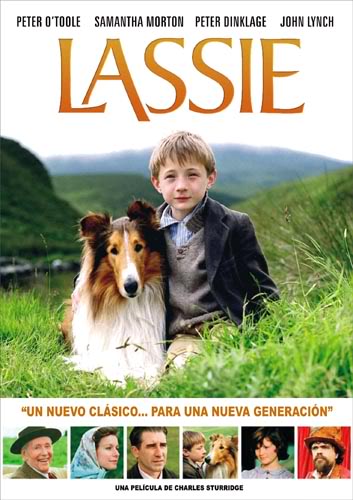 PETER O'TOOLE SAMANTHA MORTON PETER DINKLAGE JOHN LYNCH
LASSIE
“UN NUEVO CLÁSICO... PARA UNA NUEVA GENERACIÓN”
UNA PELÍCULA DE CHARLES STURRIDGE